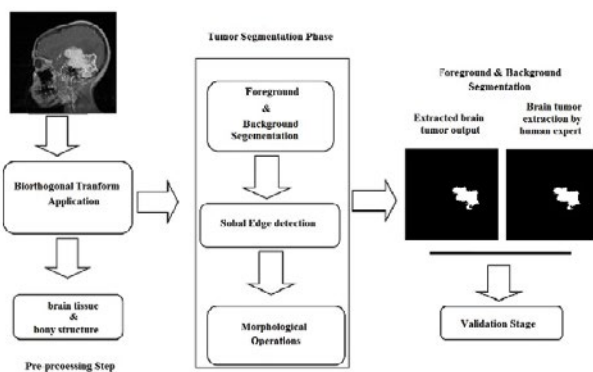 Tumor Segmentation Phase
Foreground
&
Background
Segementation
Sobal Edge detection
Morphological
Operations
Biorthogonal Tranform
Application
brain tissue
&
bony structure
Pre-prcoessing Step
Foreground & Background
Segmentation
Extracted brain
tumor output
Brain tumor
extraction by
human expert
Validation Stage